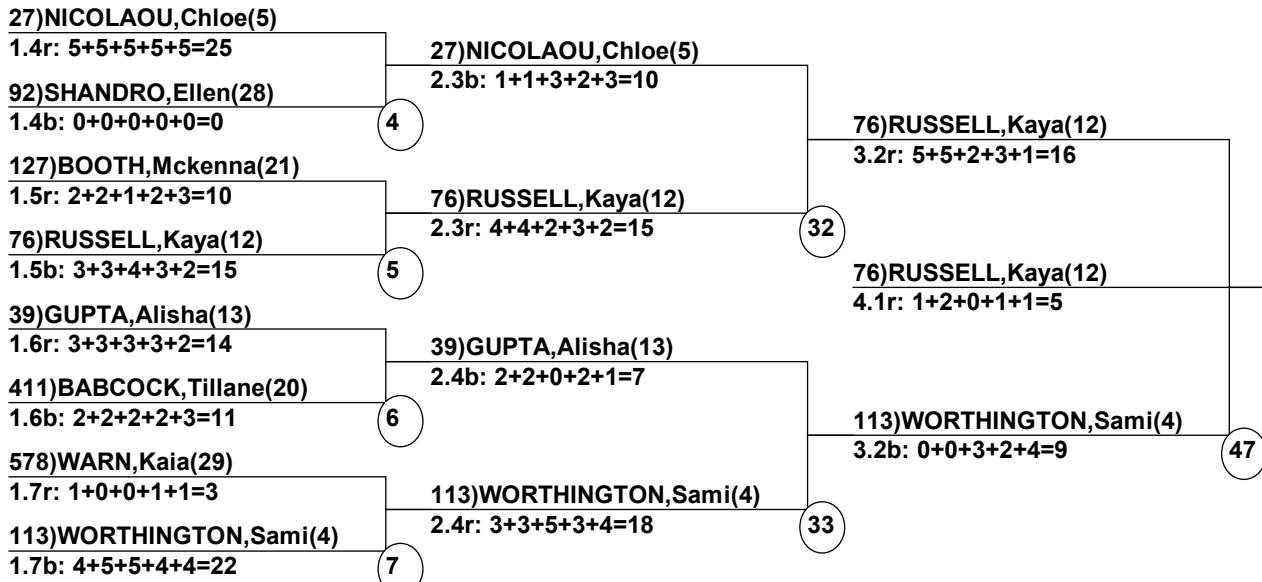 27)NICOLAOU,Chloe(5)
1.4r: 5+5+5+5+5=25
92)SHANDRO,Ellen(28)
1.4b: 0+0+0+0+0=0
4
127)BOOTH,Mckenna(21)
1.5r: 2+2+1+2+3=10
76)RUSSELL,Kaya(12)
1.5b: 3+3+4+3+2=15
5
39)GUPTA,Alisha(13)
1.6r: 3+3+3+3+2=14
411)BABCOCK,Tillane(20)
1.6b: 2+2+2+2+3=11
6
578)WARN,Kaia(29)
1.7r: 1+0+0+1+1=3
113)WORTHINGTON,Sami(4)
1.7b: 4+5+5+4+4=22
7
27)NICOLAOU,Chloe(5)
2.3b: 1+1+3+2+3=10
76)RUSSELL,Kaya(12)
2.3r: 4+4+2+3+2=15
32
39)GUPTA,Alisha(13)
2.4b: 2+2+0+2+1=7
113)WORTHINGTON,Sami(4)
2.4r: 3+3+5+3+4=18
33
76)RUSSELL,Kaya(12)
3.2r: 5+5+2+3+1=16
76)RUSSELL,Kaya(12)
4.1r: 1+2+0+1+1=5
113)WORTHINGTON,Sami(4)
3.2b: 0+0+3+2+4=9
47